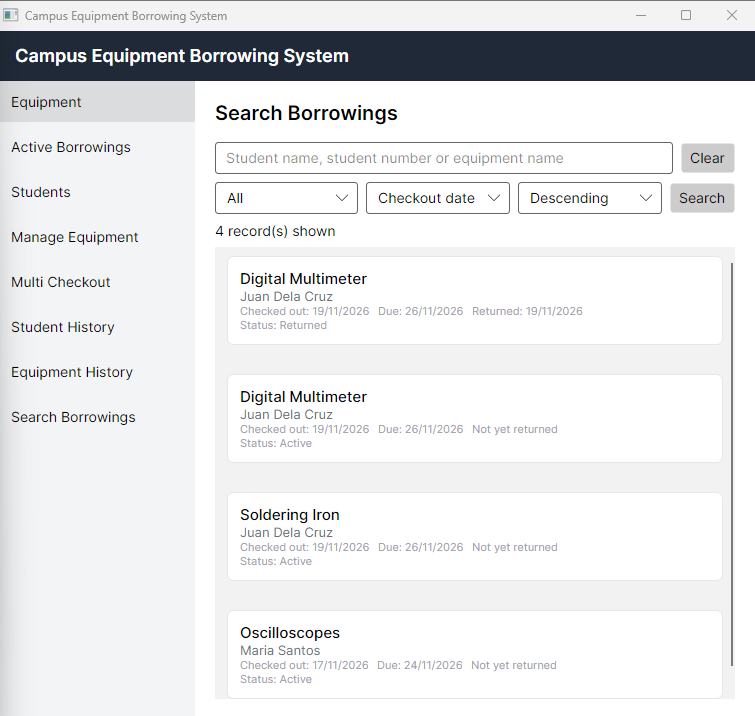 Campus Equipment Borrowing System
Campus Equipment Borrowing System
Equipment
Active Borrowings
Students
Manage Equipment
Multi Checkout
Student History
Equipment History
Search Borrowings
Search Borrowings
Student name, student number or equipment name
Clear
All
Checkout date
Descending
Search
4 record(s) shown
Digital Multimeter
Juan Dela Cruz
Checked out: 19/11/2026 Due: 26/11/2026 Returned: 19/11/2026
Status: Returned
Digital Multimeter
Juan Dela Cruz
Checked out: 19/11/2026 Due: 26/11/2026 Not yet returned
Status: Active
Soldering Iron
Juan Dela Cruz
Checked out: 19/11/2026 Due: 26/11/2026 Not yet returned
Status: Active
Oscilloscopes
Maria Santos
Checked out: 17/11/2026 Due: 24/11/2026 Not yet returned
Status: Active